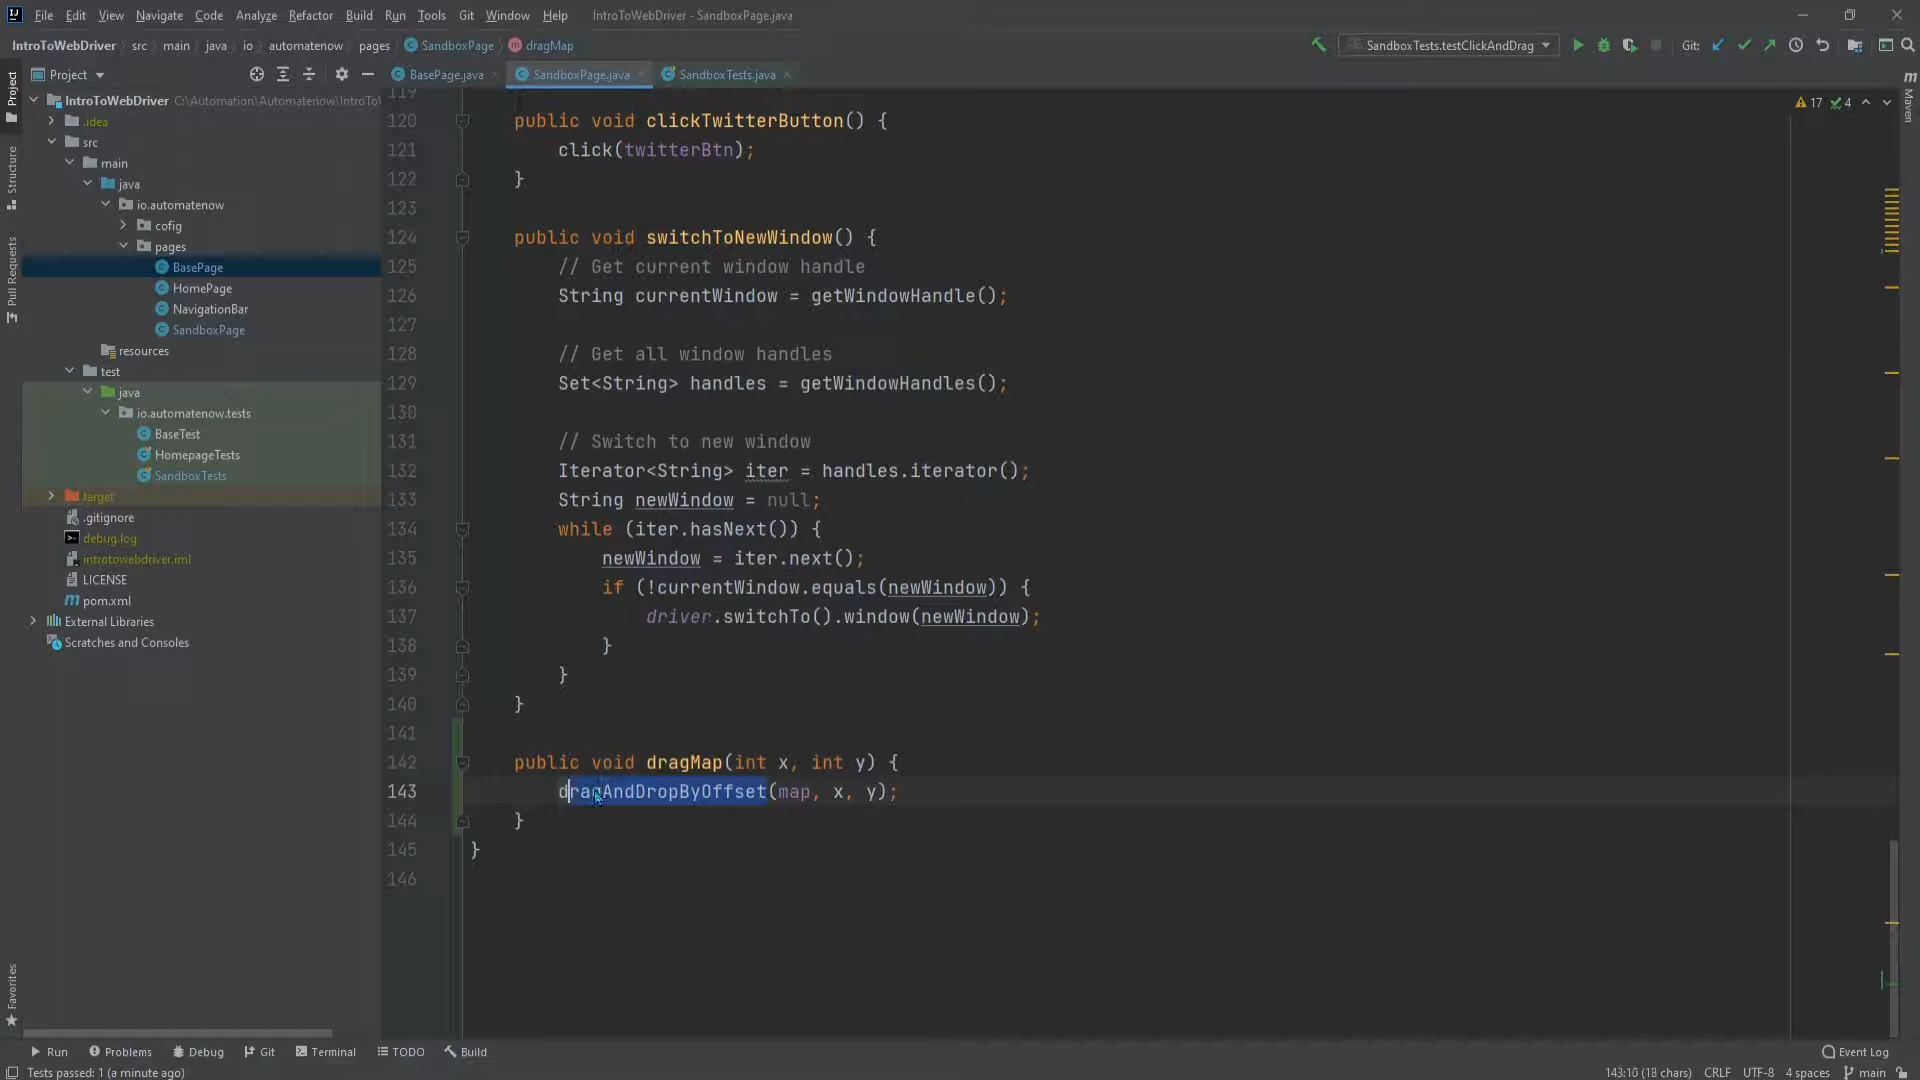 File Edit View Navigate Code Analyze Refactor Build Run Tools Git Window Help IntroToWebDriver - SandboxPage.java
IntroToWebDriver src main java io automatenow pages SandboxPage dragMap SandboxTests.testClickAndDrag Git:
Project BasePage.java SandboxPage.java SandboxTests.java
Project
Structure
Pull Requests
Favorites
IntroToWebDriver C:\Automation\Automatenow\IntroToV
.idea
src
main
java
io.automatenow
cofig
pages
BasePage
HomePage
NavigationBar
SandboxPage
resources
test
java
io.automatenow.tests
BaseTest
HomepageTests
SandboxTests
target
.gitignore
debug.log
introtowebdriver.iml
LICENSE
pom.xml
External Libraries
Scratches and Consoles
17 4
Maven
119
120 public void clickTwitterButton() {
121 click(twitterBtn);
122 }
123
124 public void switchToNewWindow() {
125 // Get current window handle
126 String currentWindow = getWindowHandle();
127
128 // Get all window handles
129 Set<String> handles = getWindowHandles();
130
131 // Switch to new window
132 Iterator<String> iter = handles.iterator();
133 String newWindow = null;
134 while (iter.hasNext()) {
135 newWindow = iter.next();
136 if (!currentWindow.equals(newWindow)) {
137 driver.switchTo().window(newWindow);
138 }
139 }
140 }
141
142 public void dragMap(int x, int y) {
143 dragAndDropByOffset(map, x, y);
144 }
145 }
146
Run Problems Debug Git Terminal TODO Build Event Log
Tests passed: 1 (a minute ago) 143:10 (18 chars) CRLF UTF-8 4 spaces main